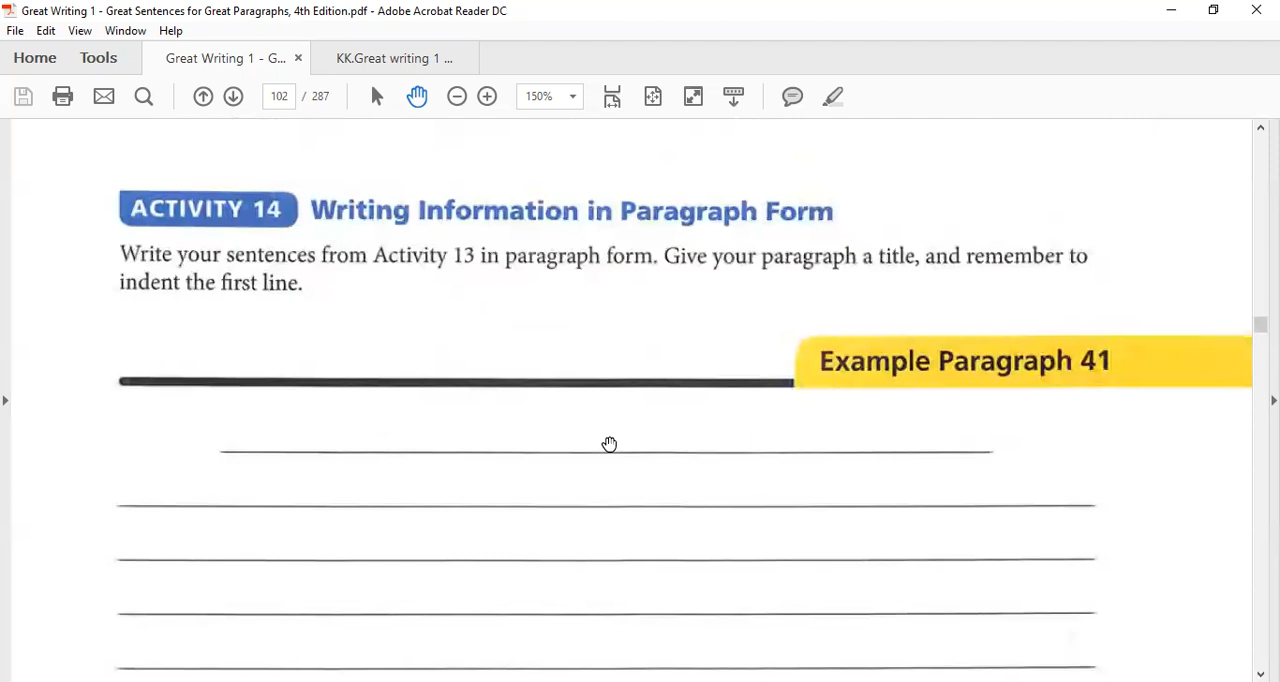 Great Writing 1 - Great Sentences for Great Paragraphs, 4th Edition.pdf - Adobe Acrobat Reader DC
File Edit View Window Help
Home Tools Great Writing 1 - G... × KK.Great writing 1 ...
102 / 287 150%
ACTIVITY 14 Writing Information in Paragraph Form
Write your sentences from Activity 13 in paragraph form. Give your paragraph a title, and remember to
indent the first line.
Example Paragraph 41